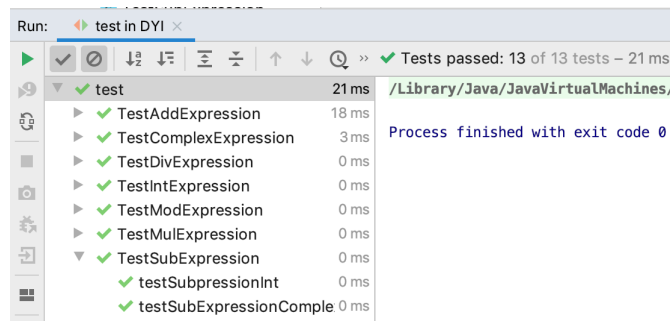 Run: test in DYI
» Tests passed: 13 of 13 tests – 21 ms
test 21 ms
TestAddExpression 18 ms
TestComplexExpression 3 ms
TestDivExpression 0 ms
TestIntExpression 0 ms
TestModExpression 0 ms
TestMulExpression 0 ms
TestSubExpression 0 ms
testSubpressionInt 0 ms
testSubExpressionComple 0 ms
/Library/Java/JavaVirtualMachines/
Process finished with exit code 0